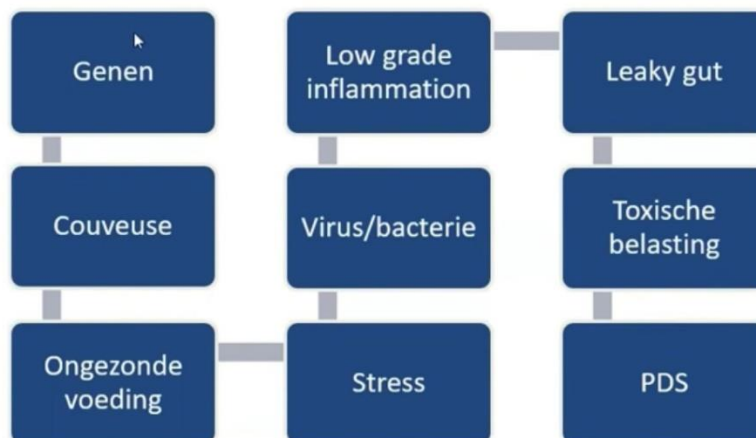 Genen
Couveuse
Ongezonde
voeding
Stress
Virus/bacterie
Low grade
inflammation
Leaky gut
Toxische
belasting
PDS